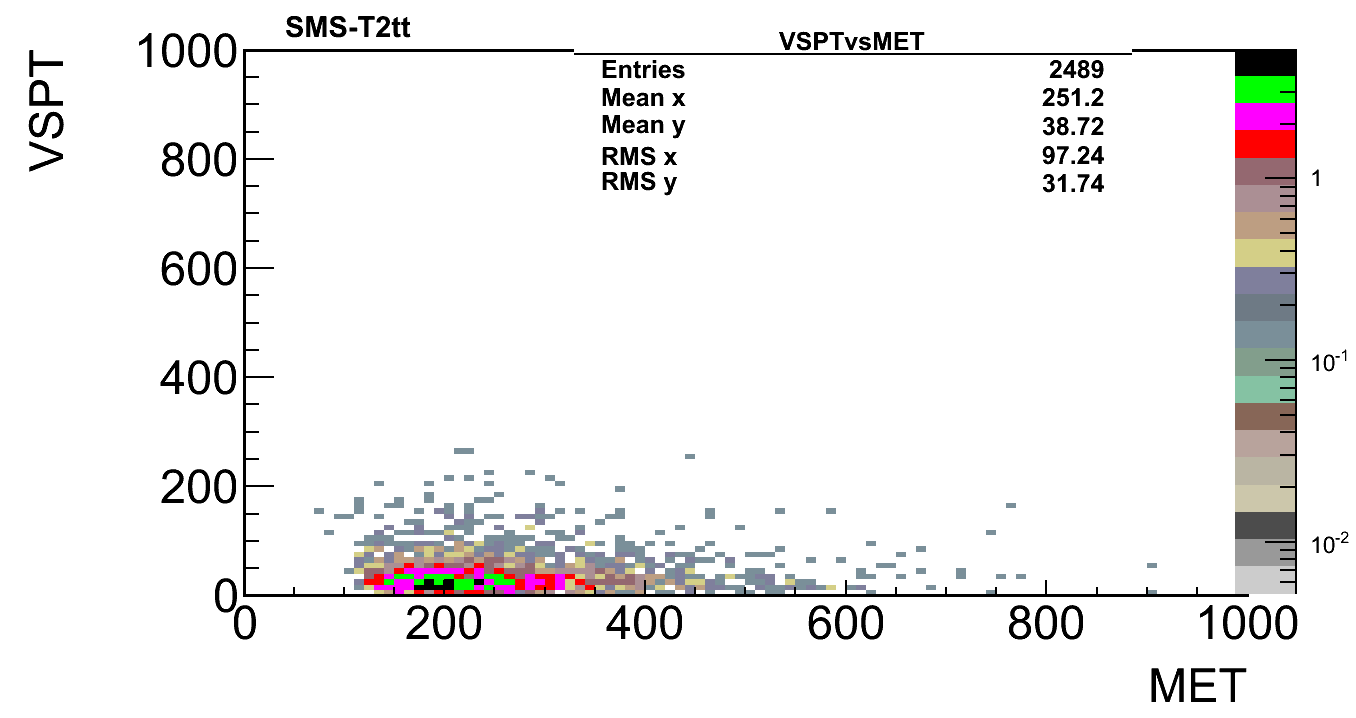 SMS-T2tt
VSPTvsMET
Entries 2489
Mean x 251.2
Mean y 38.72
RMS x 97.24
RMS y 31.74
VSPT
1000
800
600
400
200
0
0 200 400 600 800 1000
MET
1
10⁻¹
10⁻²